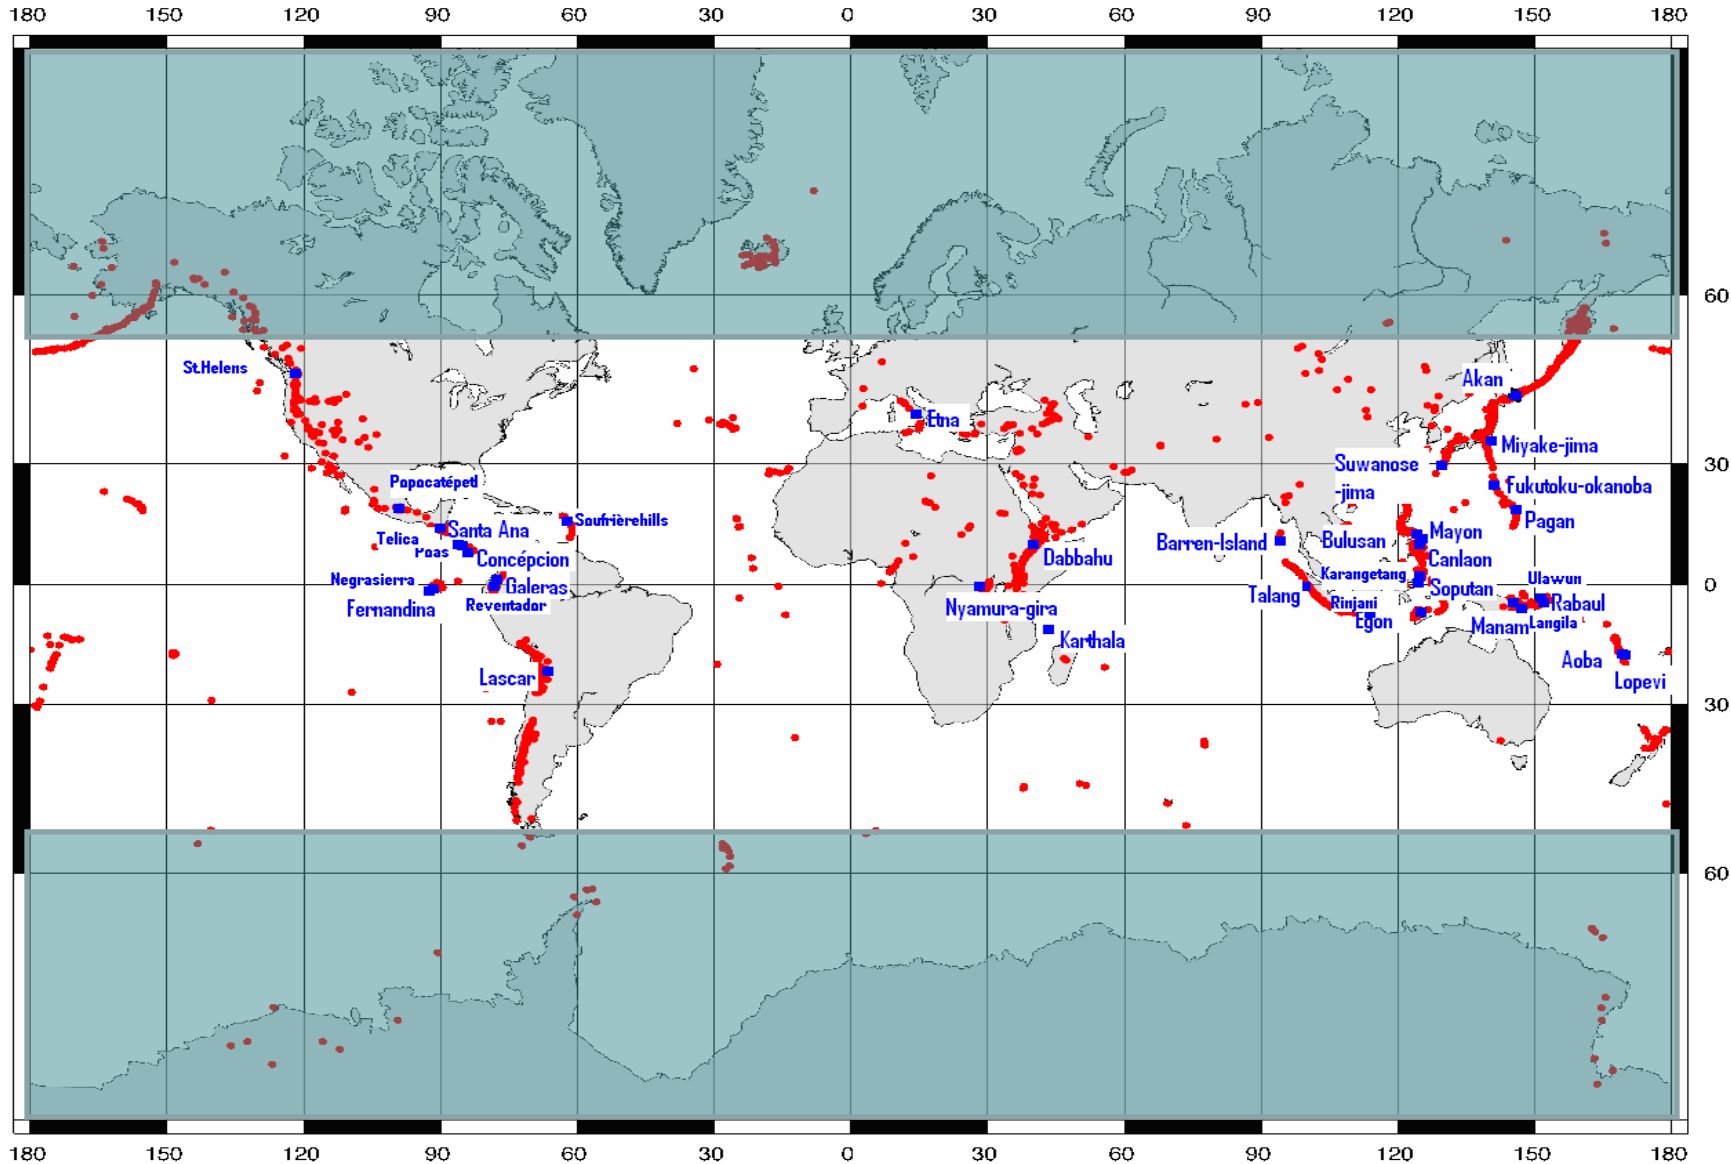 180 150 120 90 60 30 0 30 60 90 120 150 180
60
St.Helens
Akan
Etna
Miyake-jima
Suwanose
-jima
30
Popocatépetl
Fukutoku-okanoba
Soufrièrehills
Pagan
Santa Ana
Telica
Poas
Concépcion
Mayon
Bulusan
Barren-Island
Dabbahu
Canlaon
Karangetang
Negrasierra
Galeras
Soputan
Ulawun
0
Fernandina
Reventador
Nyamura-gira
Talang
Rinjani
Egon
Rabaul
Manam
Langila
Karthala
Aoba
Lascar
Lopevi
30
60
180 150 120 90 60 30 0 30 60 90 120 150 180